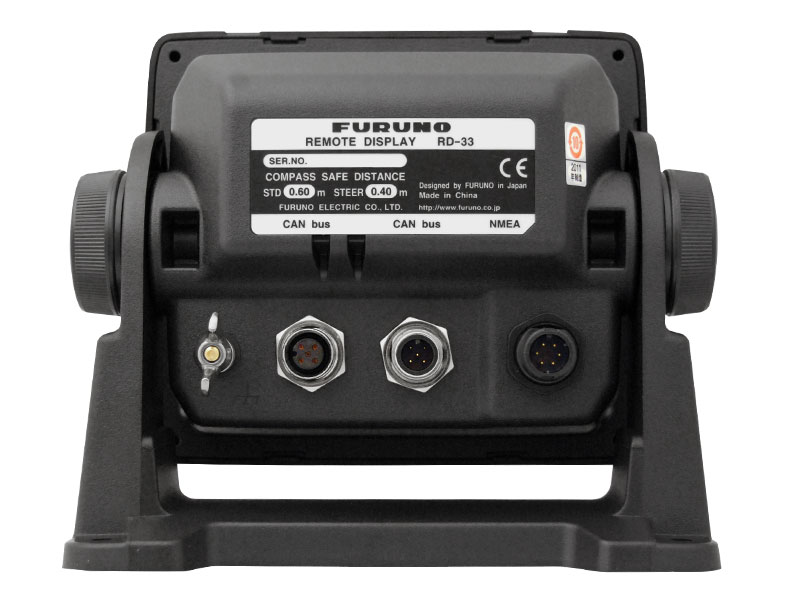 FURUNO
REMOTE DISPLAY RD-33
SER.NO.
COMPASS SAFE DISTANCE
STD 0.60 m STEER 0.40 m
FURUNO ELECTRIC CO., LTD.
CE
Designed by FURUNO in Japan
Made in China
http://www.furuno.co.jp
CAN bus CAN bus NMEA
10
2011